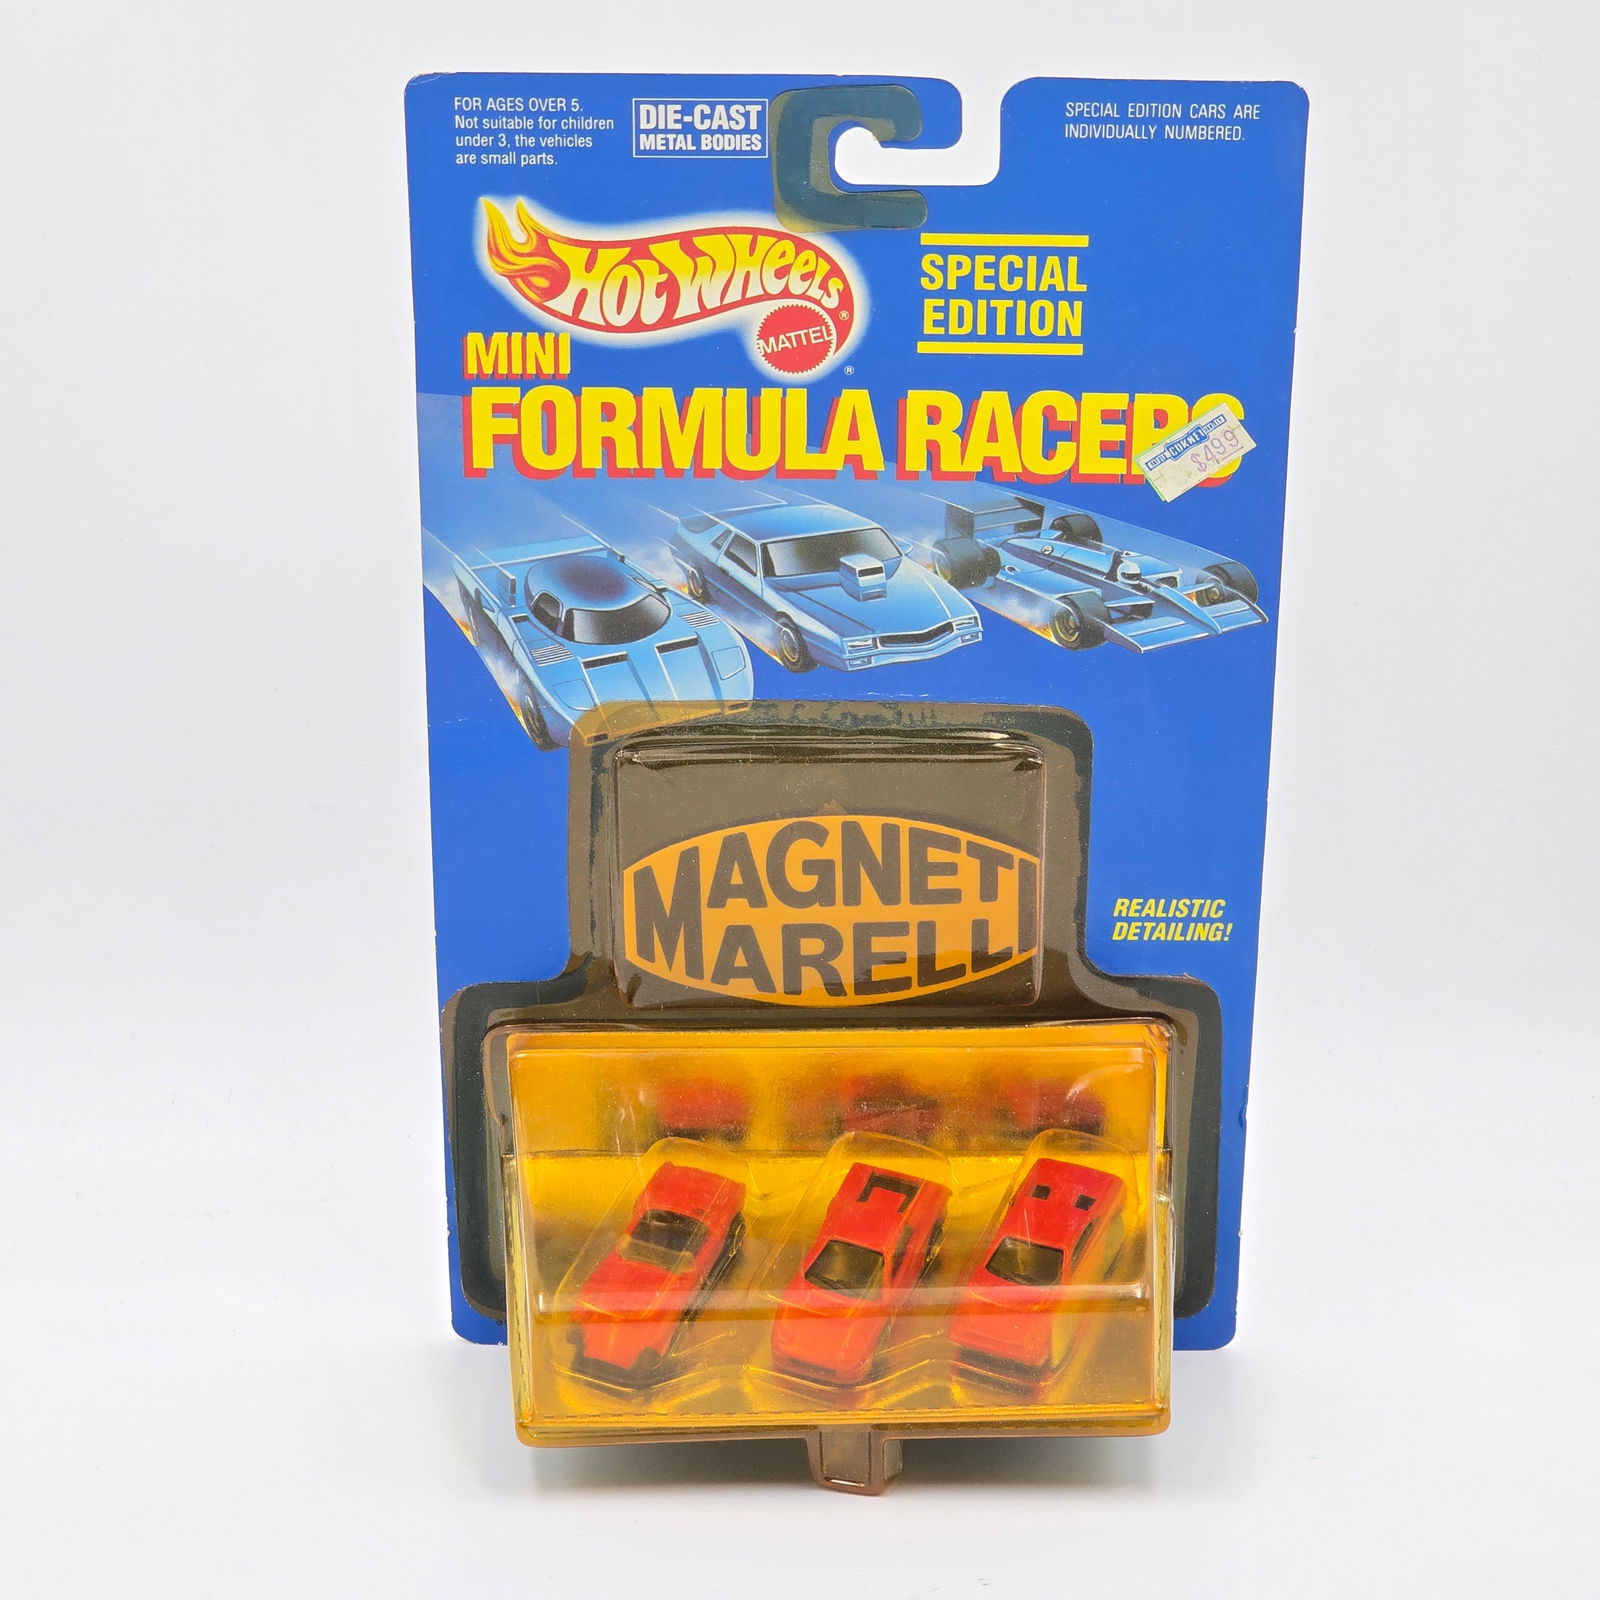 FOR AGES OVER 5.
Not suitable for children
under 3, the vehicles
are small parts.
DIE-CAST
METAL BODIES
SPECIAL EDITION CARS ARE
INDIVIDUALLY NUMBERED.
HOT WHEELS ®
MATTEL ®
SPECIAL
EDITION
MINI
FORMULA RACERS
$4.99
MAGNETI
MARELLI
REALISTIC
DETAILING!